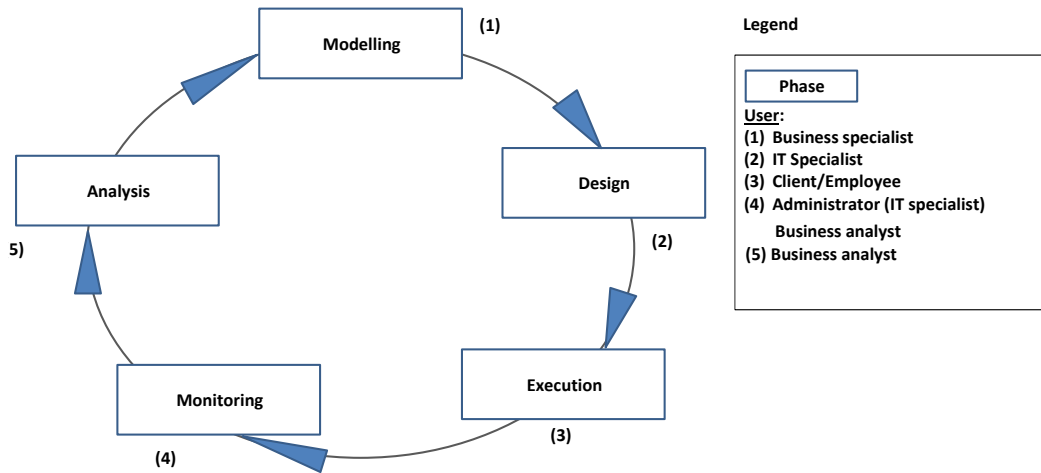 Modelling
(1)
Legend
Phase
User:
(1) Business specialist
(2) IT Specialist
(3) Client/Employee
(4) Administrator (IT specialist)
Business analyst
(5) Business analyst
Analysis
Design
5)
(2)
Monitoring
Execution
(4)
(3)